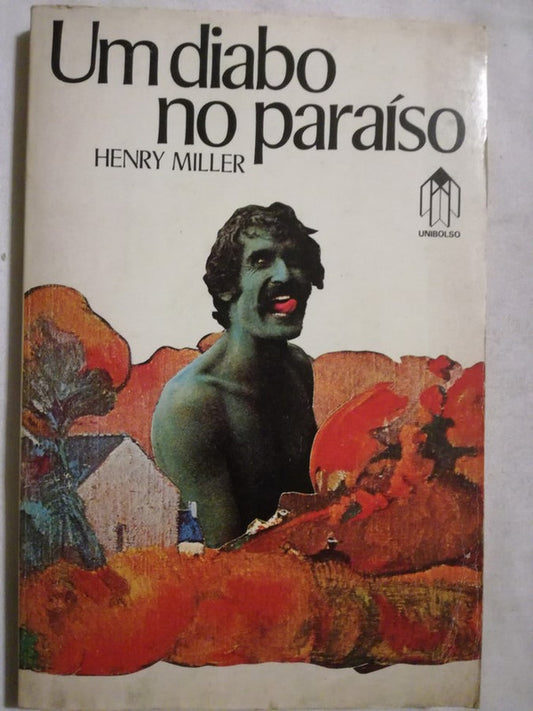 Um diabo
no paraíso
HENRY MILLER
UNIBOLSO